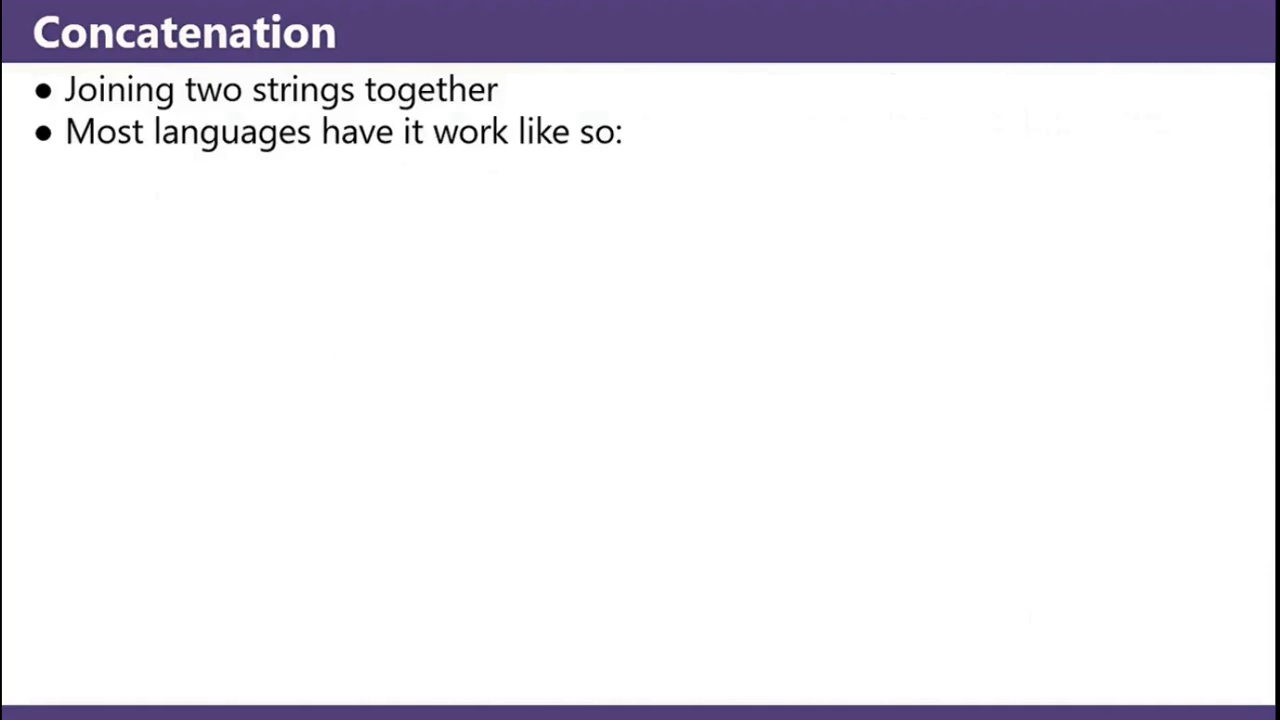 Concatenation
● Joining two strings together
● Most languages have it work like so: